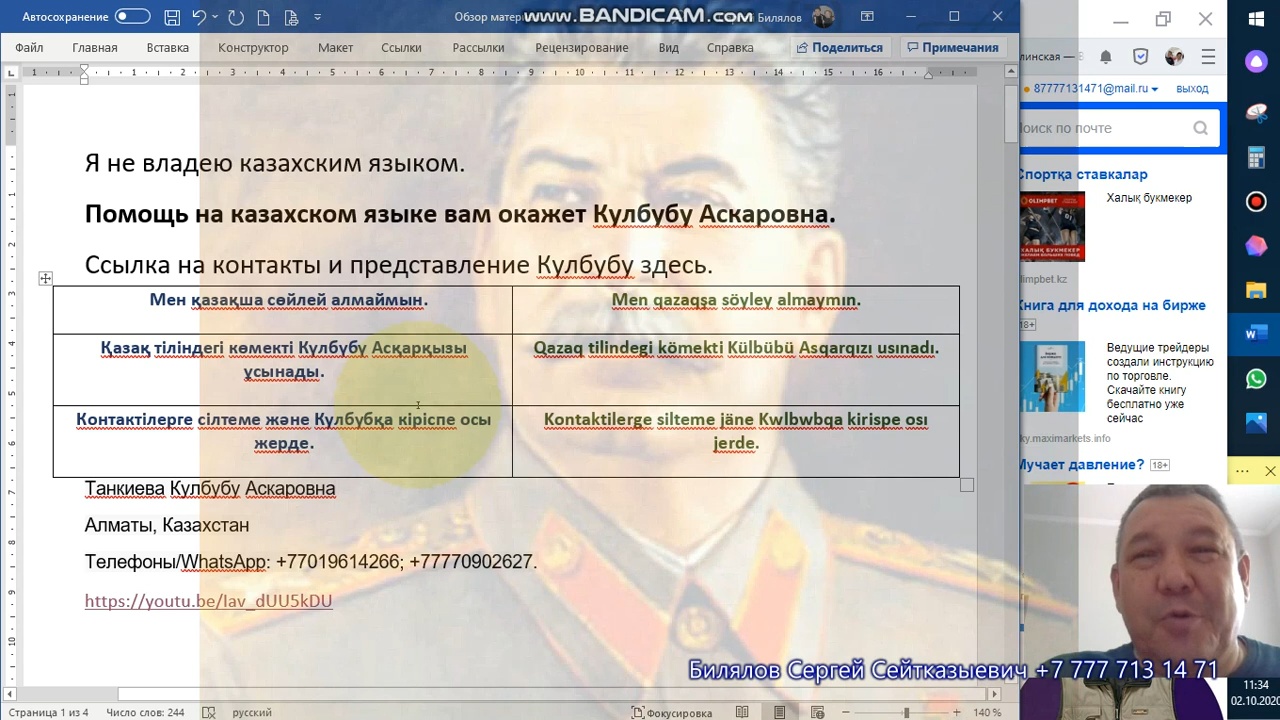 Автосохранение
Обзор матер
www.BANDICAM.com
Билялов
Файл Главная Вставка Конструктор Макет Ссылки Рассылки Рецензирование Вид Справка Поделиться Примечания
Я не владею казахским языком.
Помощь на казахском языке вам окажет Кулбубу Аскаровна.
Ссылка на контакты и представление Кулбубу здесь.
Мен қазақша сөйлей алмаймын. Men qazaqşa söyley almaymın.
Қазақ тіліндегі көмекті Кулбубу Асқарқызы Qazaq tilindegi kömekti Külbübü Asqarqızı usınadı.
ұсынады.
Контактілерге сілтеме және Кулбубқа кіріспе осы Kontaktilerge silteme jäne Kwlbwbqa kirispe osı
жерде. jerde.
Танкиева Кулбубу Аскаровна
Алматы, Казахстан
Телефоны/WhatsApp: +77019614266; +77770902627.
https://youtu.be/lav_dUU5kDU
линская —
87777131471@mail.ru выход
оиск по почте
Спортқа ставкалар
OLIMPBET
Халық букмекер
limpbet.kz
Книга для дохода на бирже
18+
Ведущие трейдеры
создали инструкцию
по торговле.
Скачайте книгу
бесплатно уже
сейчас
ky.maximarkets.info
Мучает давление? 18+
Билялов Сергей Сейтказыевич +7 777 713 14 71
Страница 1 из 4 Число слов: 244 русский Фокусировка 140 %
11:34
02.10.2020